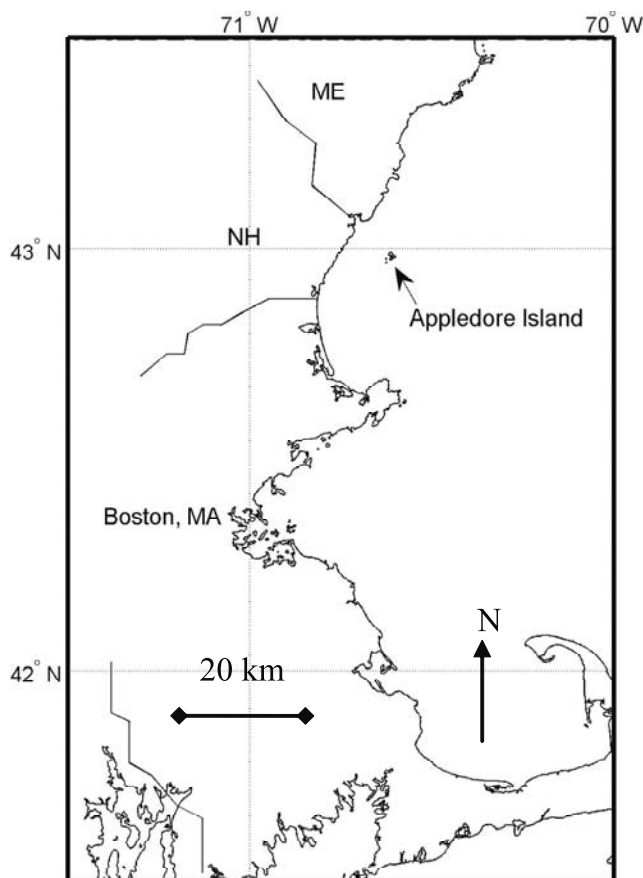 71° W
70° W
ME
43° N
NH
Appledore Island
Boston, MA
N
42° N
20 km